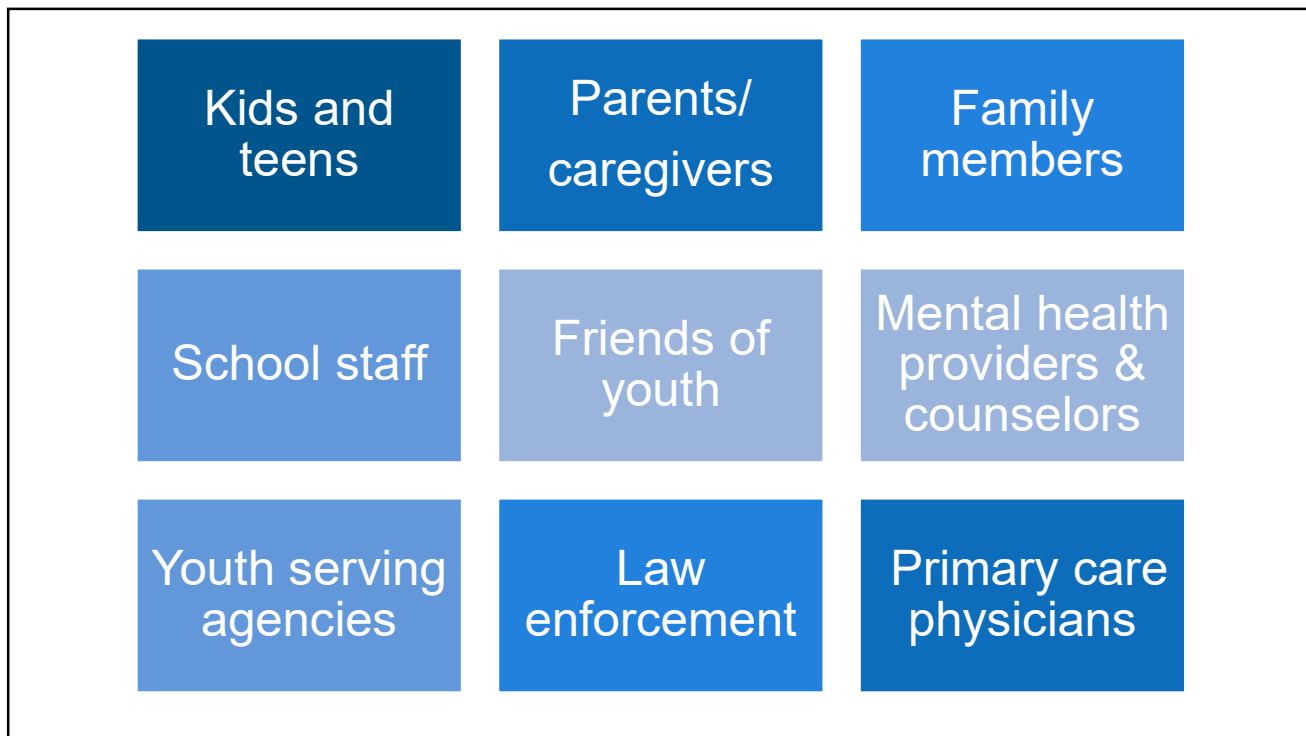 Kids and
teens
Parents/
caregivers
Family
members
School staff
Friends of
youth
Mental health
providers &
counselors
Youth serving
agencies
Law
enforcement
Primary care
physicians